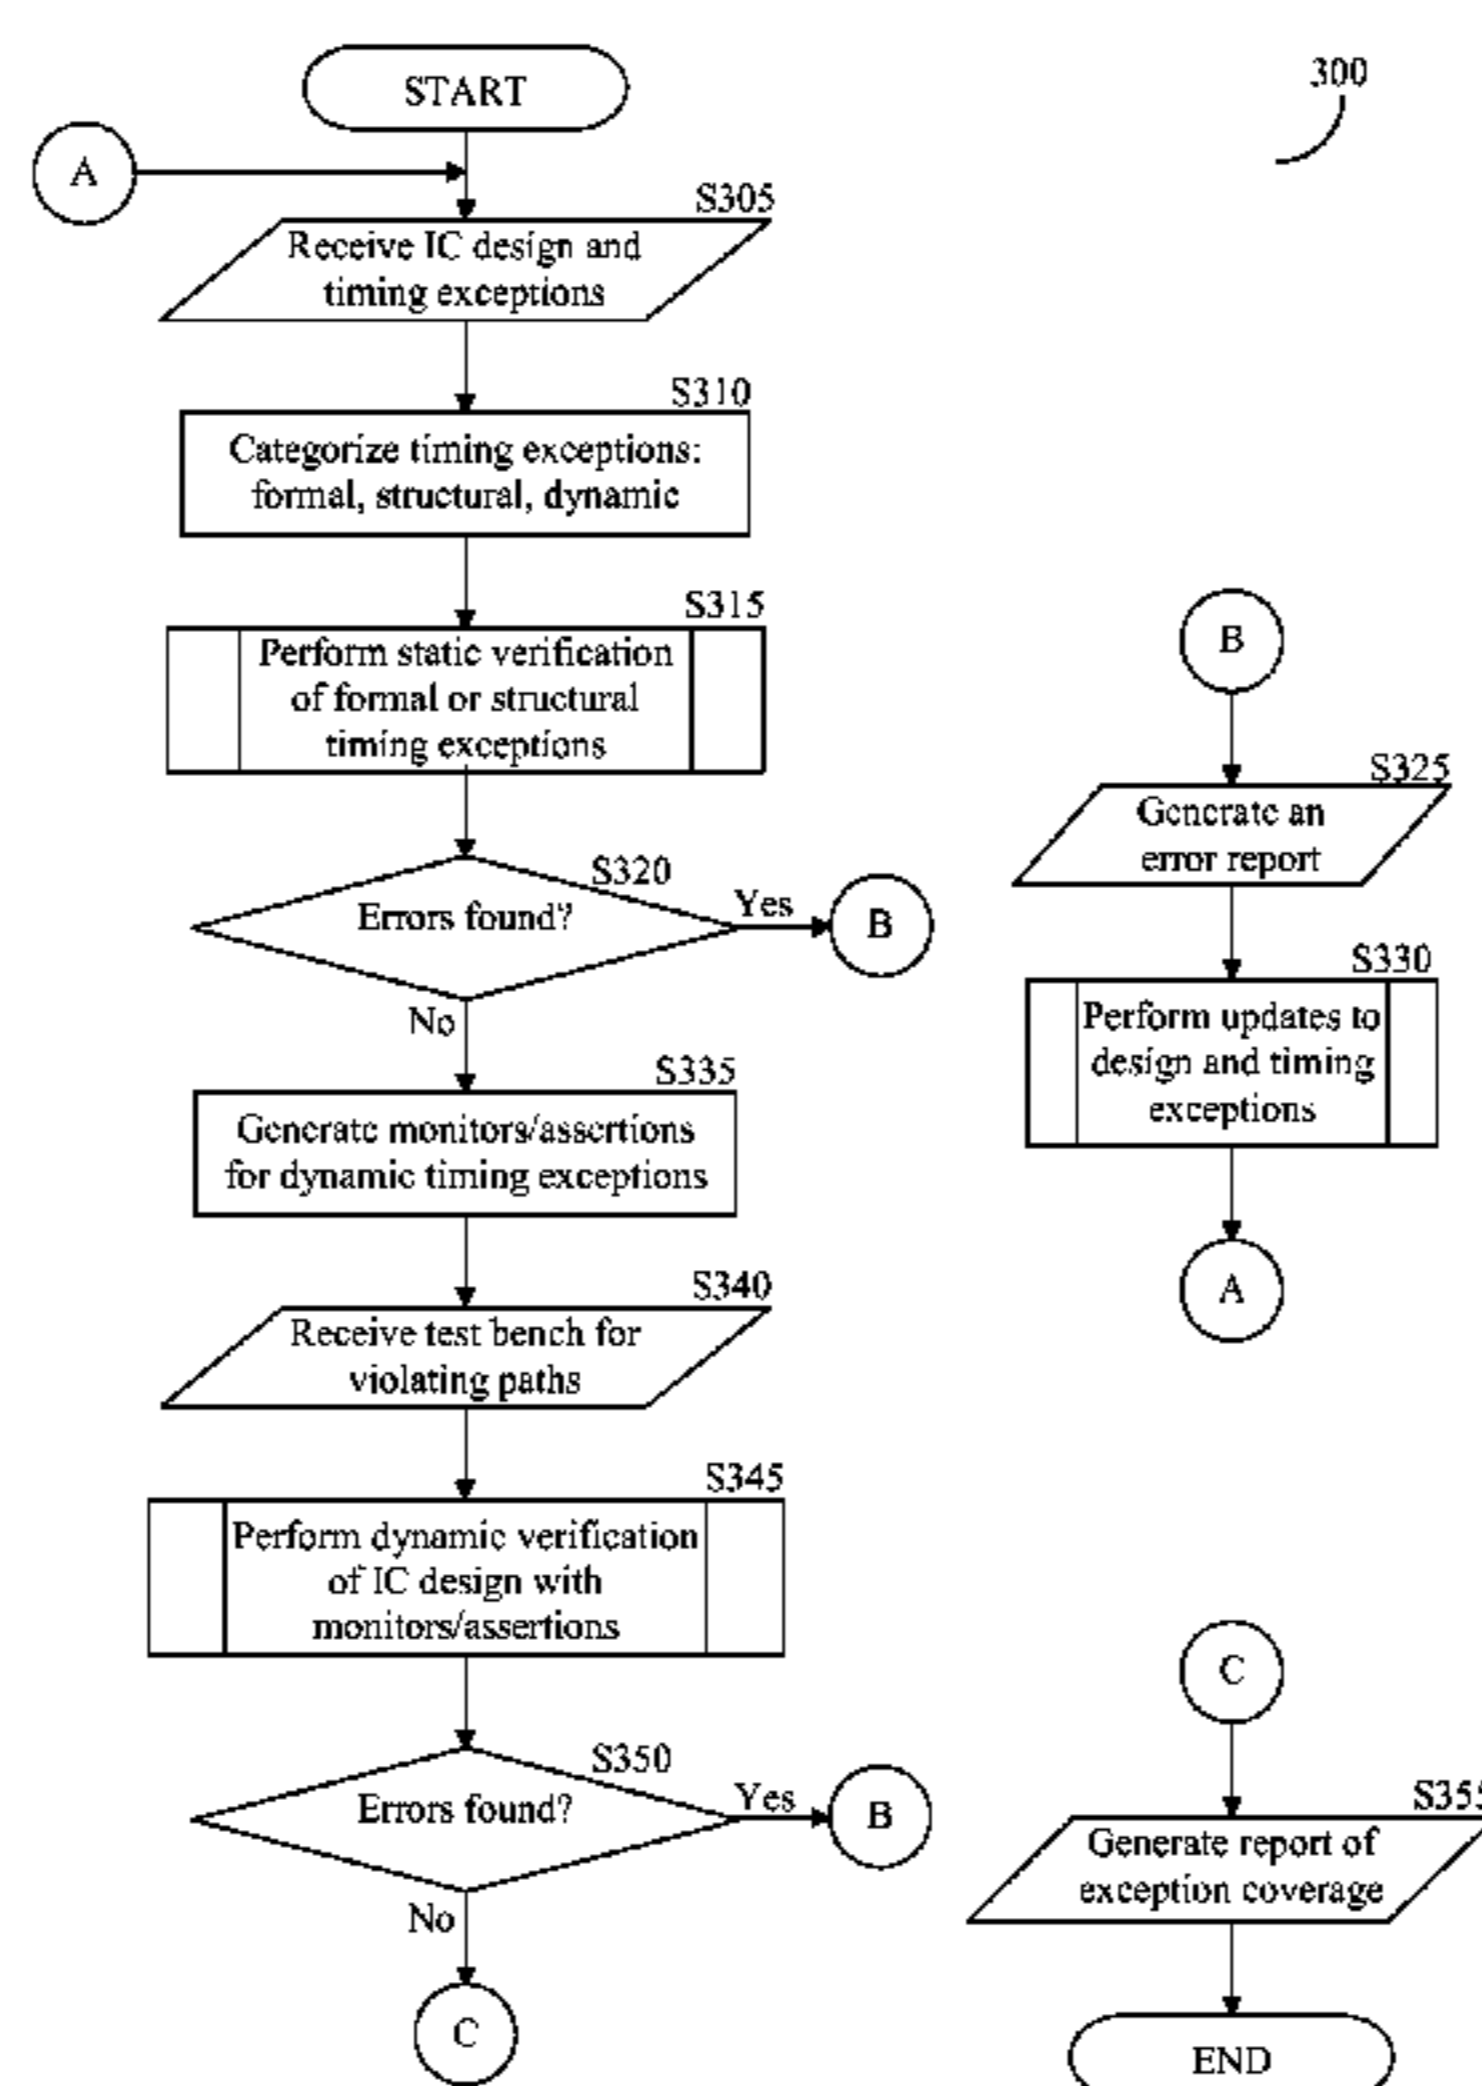 START
300
A
S305
Receive IC design and
timing exceptions
S310
Categorize timing exceptions:
formal, structural, dynamic
S315
Perform static verification
of formal or structural
timing exceptions
S320
Errors found?
Yes
B
No
S335
Generate monitors/assertions
for dynamic timing exceptions
S340
Receive test bench for
violating paths
S345
Perform dynamic verification
of IC design with
monitors/assertions
S350
Errors found?
Yes
B
No
C
B
S325
Generate an
error report
S330
Perform updates to
design and timing
exceptions
A
C
S355
Generate report of
exception coverage
END